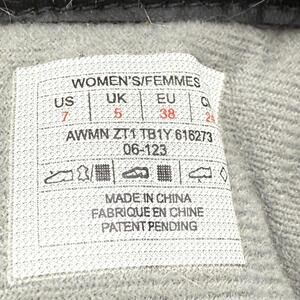 WOMEN'S/FEMMES
US UK EU
7 5 38
AWMN ZT1 TB1Y 616273
06-123
MADE IN CHINA
FABRIQUE EN CHINE
PATENT PENDING